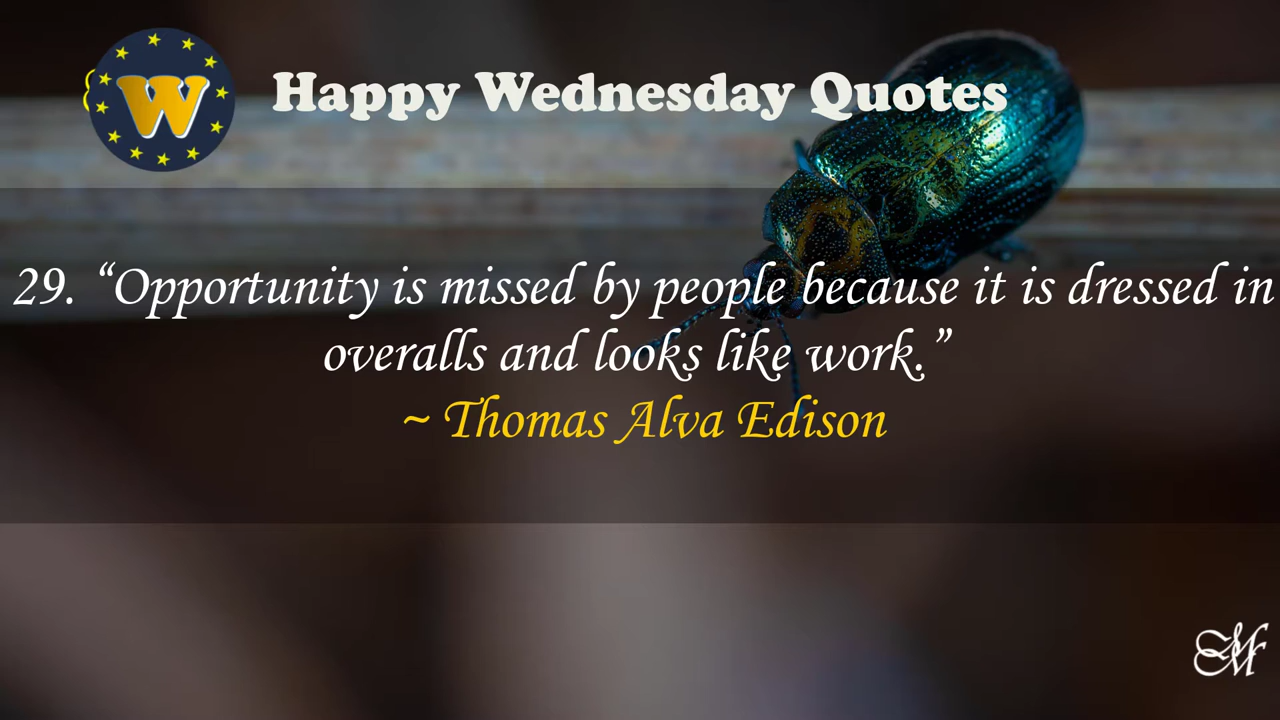 W
Happy Wednesday Quotes
29. “Opportunity is missed by people because it is dressed in
overalls and looks like work.”
~ Thomas Alva Edison
M